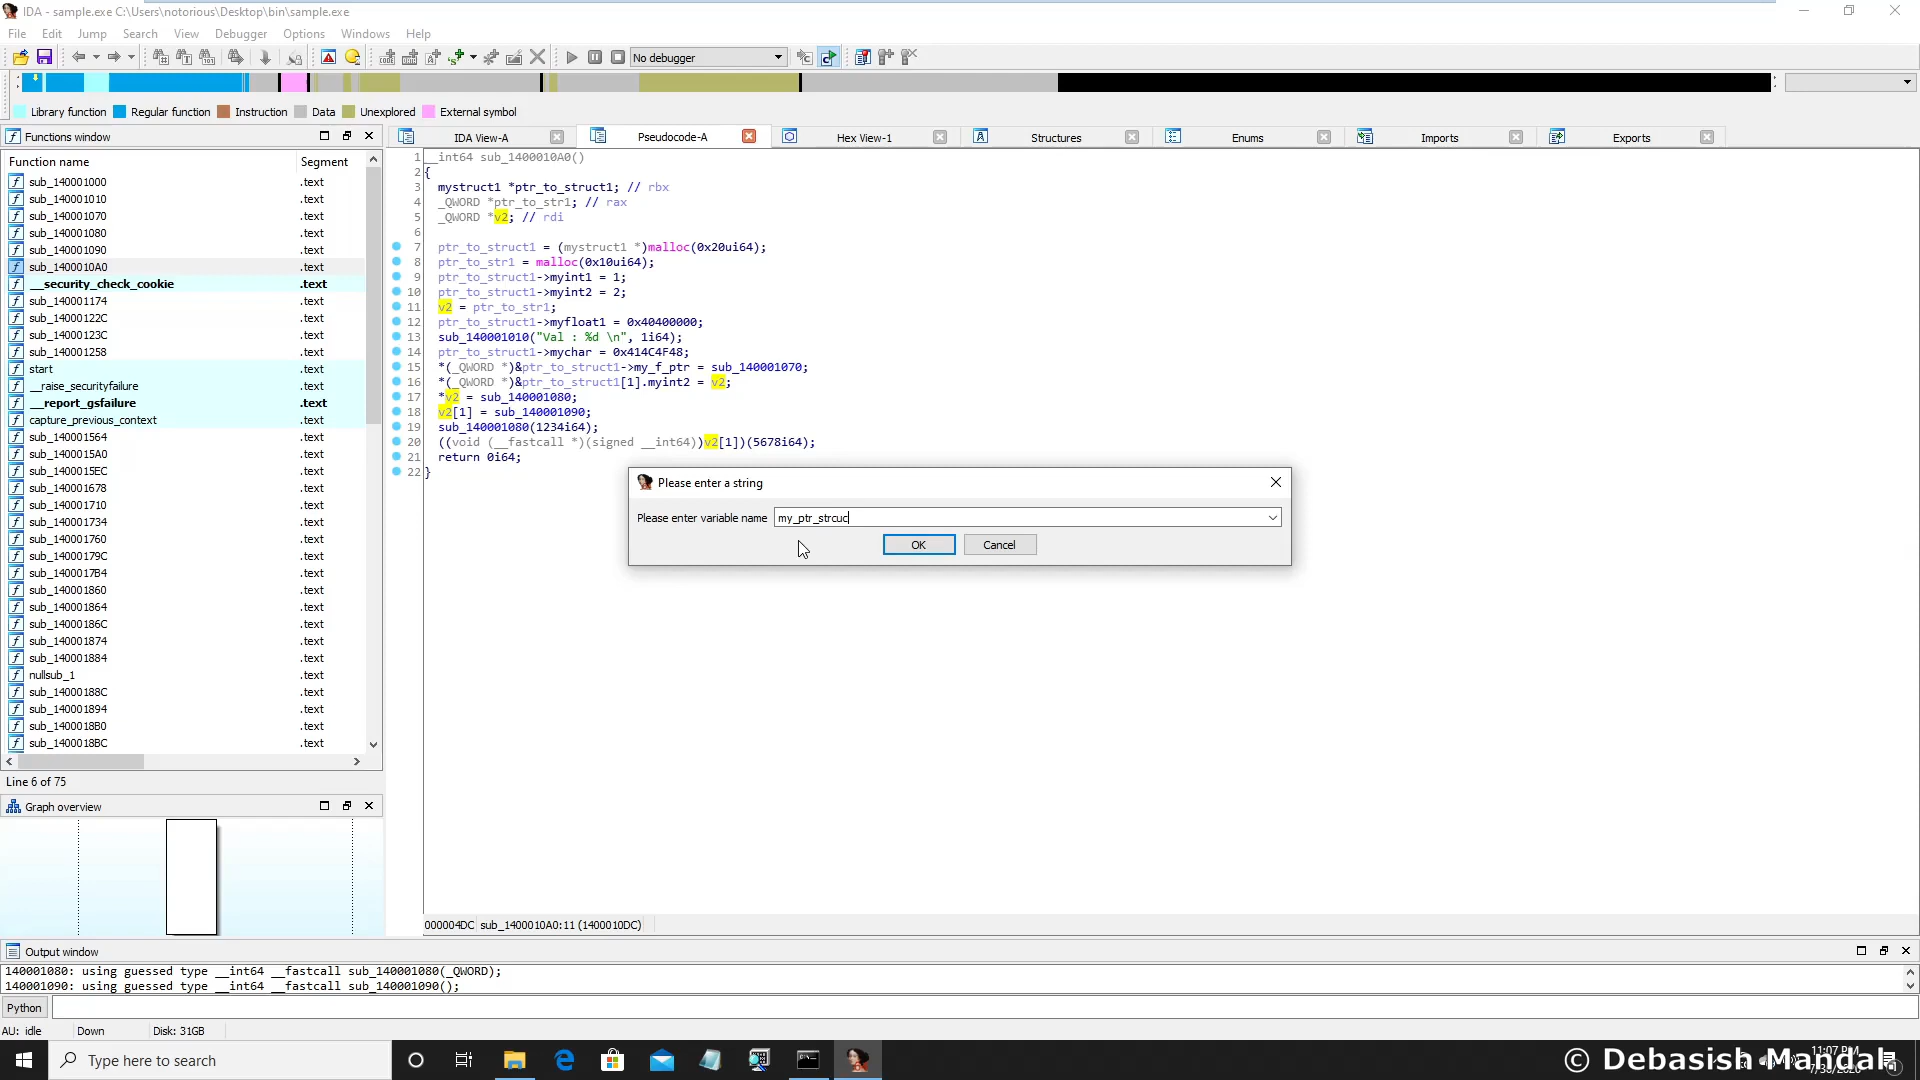 IDA - sample.exe C:\Users\notorious\Desktop\bin\sample.exe
File Edit Jump Search View Debugger Options Windows Help
No debugger
Library function Regular function Instruction Data Unexplored External symbol
Functions window
IDA View-A Pseudocode-A Hex View-1 Structures Enums Imports Exports
Function name Segment
sub_140001000 .text
sub_140001010 .text
sub_140001070 .text
sub_140001080 .text
sub_140001090 .text
sub_1400010A0 .text
__security_check_cookie .text
sub_140001174 .text
sub_14000122C .text
sub_14000123C .text
sub_140001258 .text
start .text
__raise_securityfailure .text
__report_gsfailure .text
capture_previous_context .text
sub_140001564 .text
sub_1400015A0 .text
sub_1400015EC .text
sub_140001678 .text
sub_140001710 .text
sub_140001734 .text
sub_140001760 .text
sub_14000179C .text
sub_1400017B4 .text
sub_140001860 .text
sub_140001864 .text
sub_14000186C .text
sub_140001874 .text
sub_140001884 .text
nullsub_1 .text
sub_14000188C .text
sub_140001894 .text
sub_1400018B0 .text
sub_1400018BC .text
Line 6 of 75
Graph overview
1 __int64 sub_1400010A0()
2 {
3 mystruct1 *ptr_to_struct1; // rbx
4 _QWORD *ptr_to_str1; // rax
5 _QWORD *v2; // rdi
6
7 ptr_to_struct1 = (mystruct1 *)malloc(0x20ui64);
8 ptr_to_str1 = malloc(0x10ui64);
9 ptr_to_struct1->myint1 = 1;
10 ptr_to_struct1->myint2 = 2;
11 v2 = ptr_to_str1;
12 ptr_to_struct1->myfloat1 = 0x40400000;
13 sub_140001010("Val : %d \n", 1i64);
14 ptr_to_struct1->mychar = 0x414C4F48;
15 *(_QWORD *)&ptr_to_struct1->my_f_ptr = sub_140001070;
16 *(_QWORD *)&ptr_to_struct1[1].myint2 = v2;
17 *v2 = sub_140001080;
18 v2[1] = sub_140001090;
19 sub_140001080(1234i64);
20 ((void (__fastcall *)(signed __int64))v2[1])(5678i64);
21 return 0i64;
22 }
Please enter a string
Please enter variable name my_ptr_strcuc
OK Cancel
000004DC sub_1400010A0:11 (1400010DC)
Output window
140001080: using guessed type __int64 __fastcall sub_140001080(_QWORD);
140001090: using guessed type __int64 __fastcall sub_140001090();
Python
AU: idle Down Disk: 31GB
Type here to search
© Debasish Mandal
11:07 PM